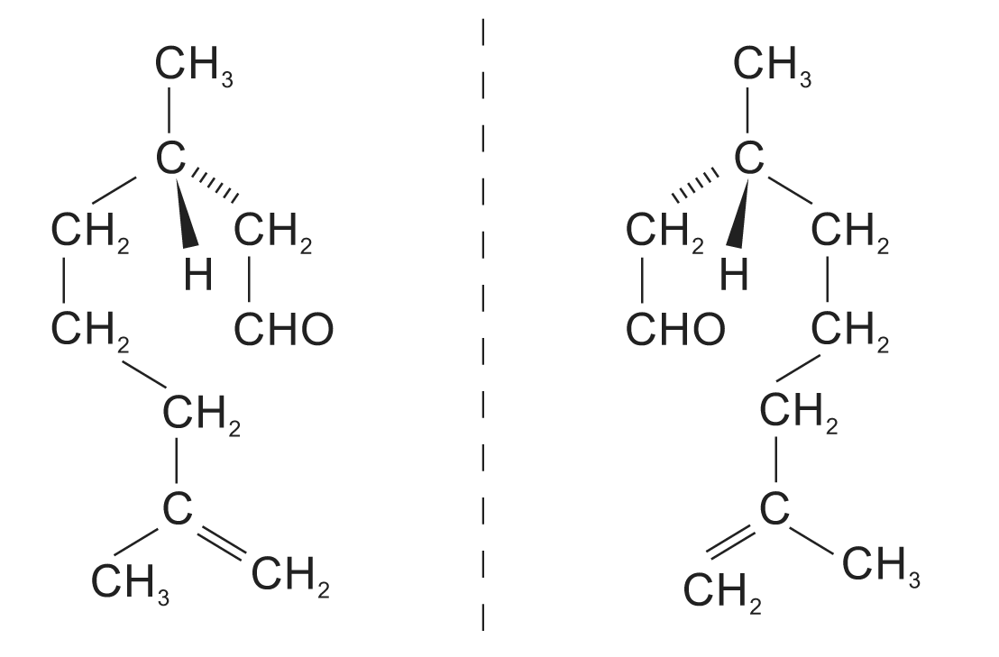 CH₃ CH₃
C C
CH₂ CH₂ CH₂ CH₂
H H
CH₂ CHO CHO CH₂
CH₂ CH₂
C C
CH₃ CH₂ CH₂ CH₃